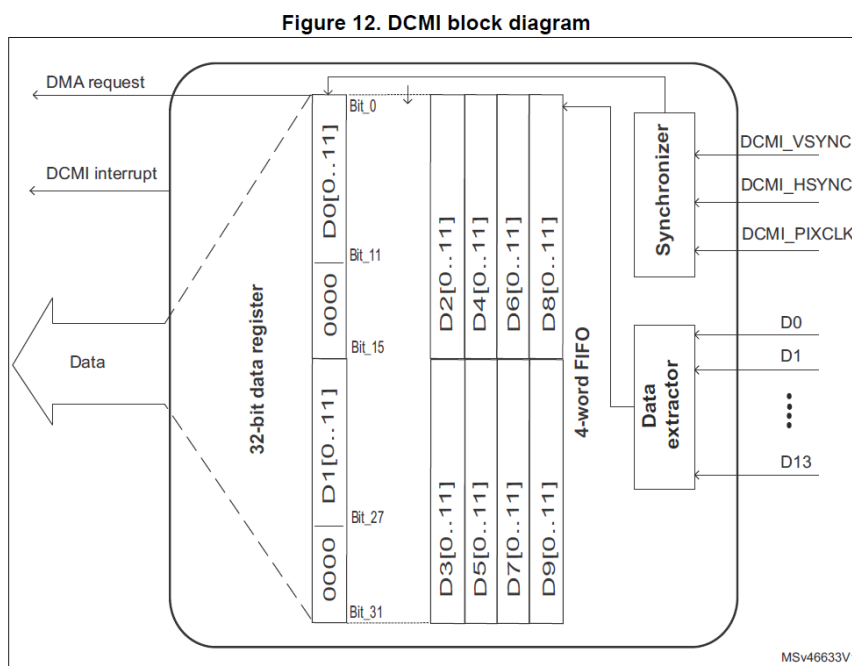 Figure 12. DCMI block diagram
DMA request
DCMI interrupt
Data
32-bit data register
Bit_0
D0[0..11]
Bit_11
0000
Bit_15
D1[0..11]
Bit_27
0000
Bit_31
D2[0..11]
D4[0..11]
D6[0..11]
D8[0..11]
D3[0..11]
D5[0..11]
D7[0..11]
D9[0..11]
4-word FIFO
Synchronizer
DCMI_VSYNC
DCMI_HSYNC
DCMI_PIXCLK
Data
extractor
D0
D1
D13